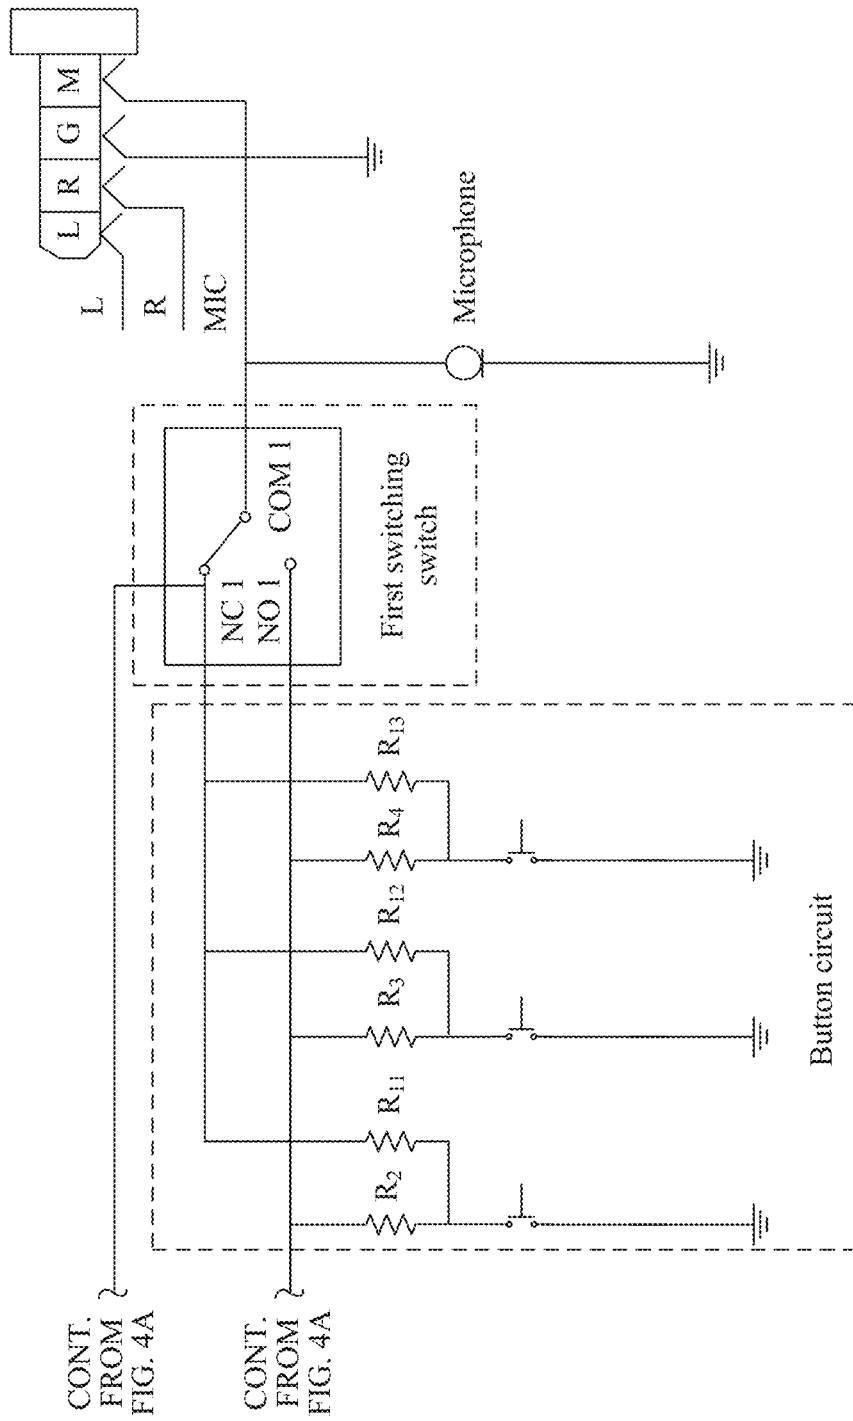 CONT.
FROM
FIG. 4A
CONT.
FROM
FIG. 4A
R2
R11
R3
R12
R4
R13
Button circuit
NC 1
NO 1
COM 1
First switching
switch
Microphone
L
R
MIC
L
R
G
M